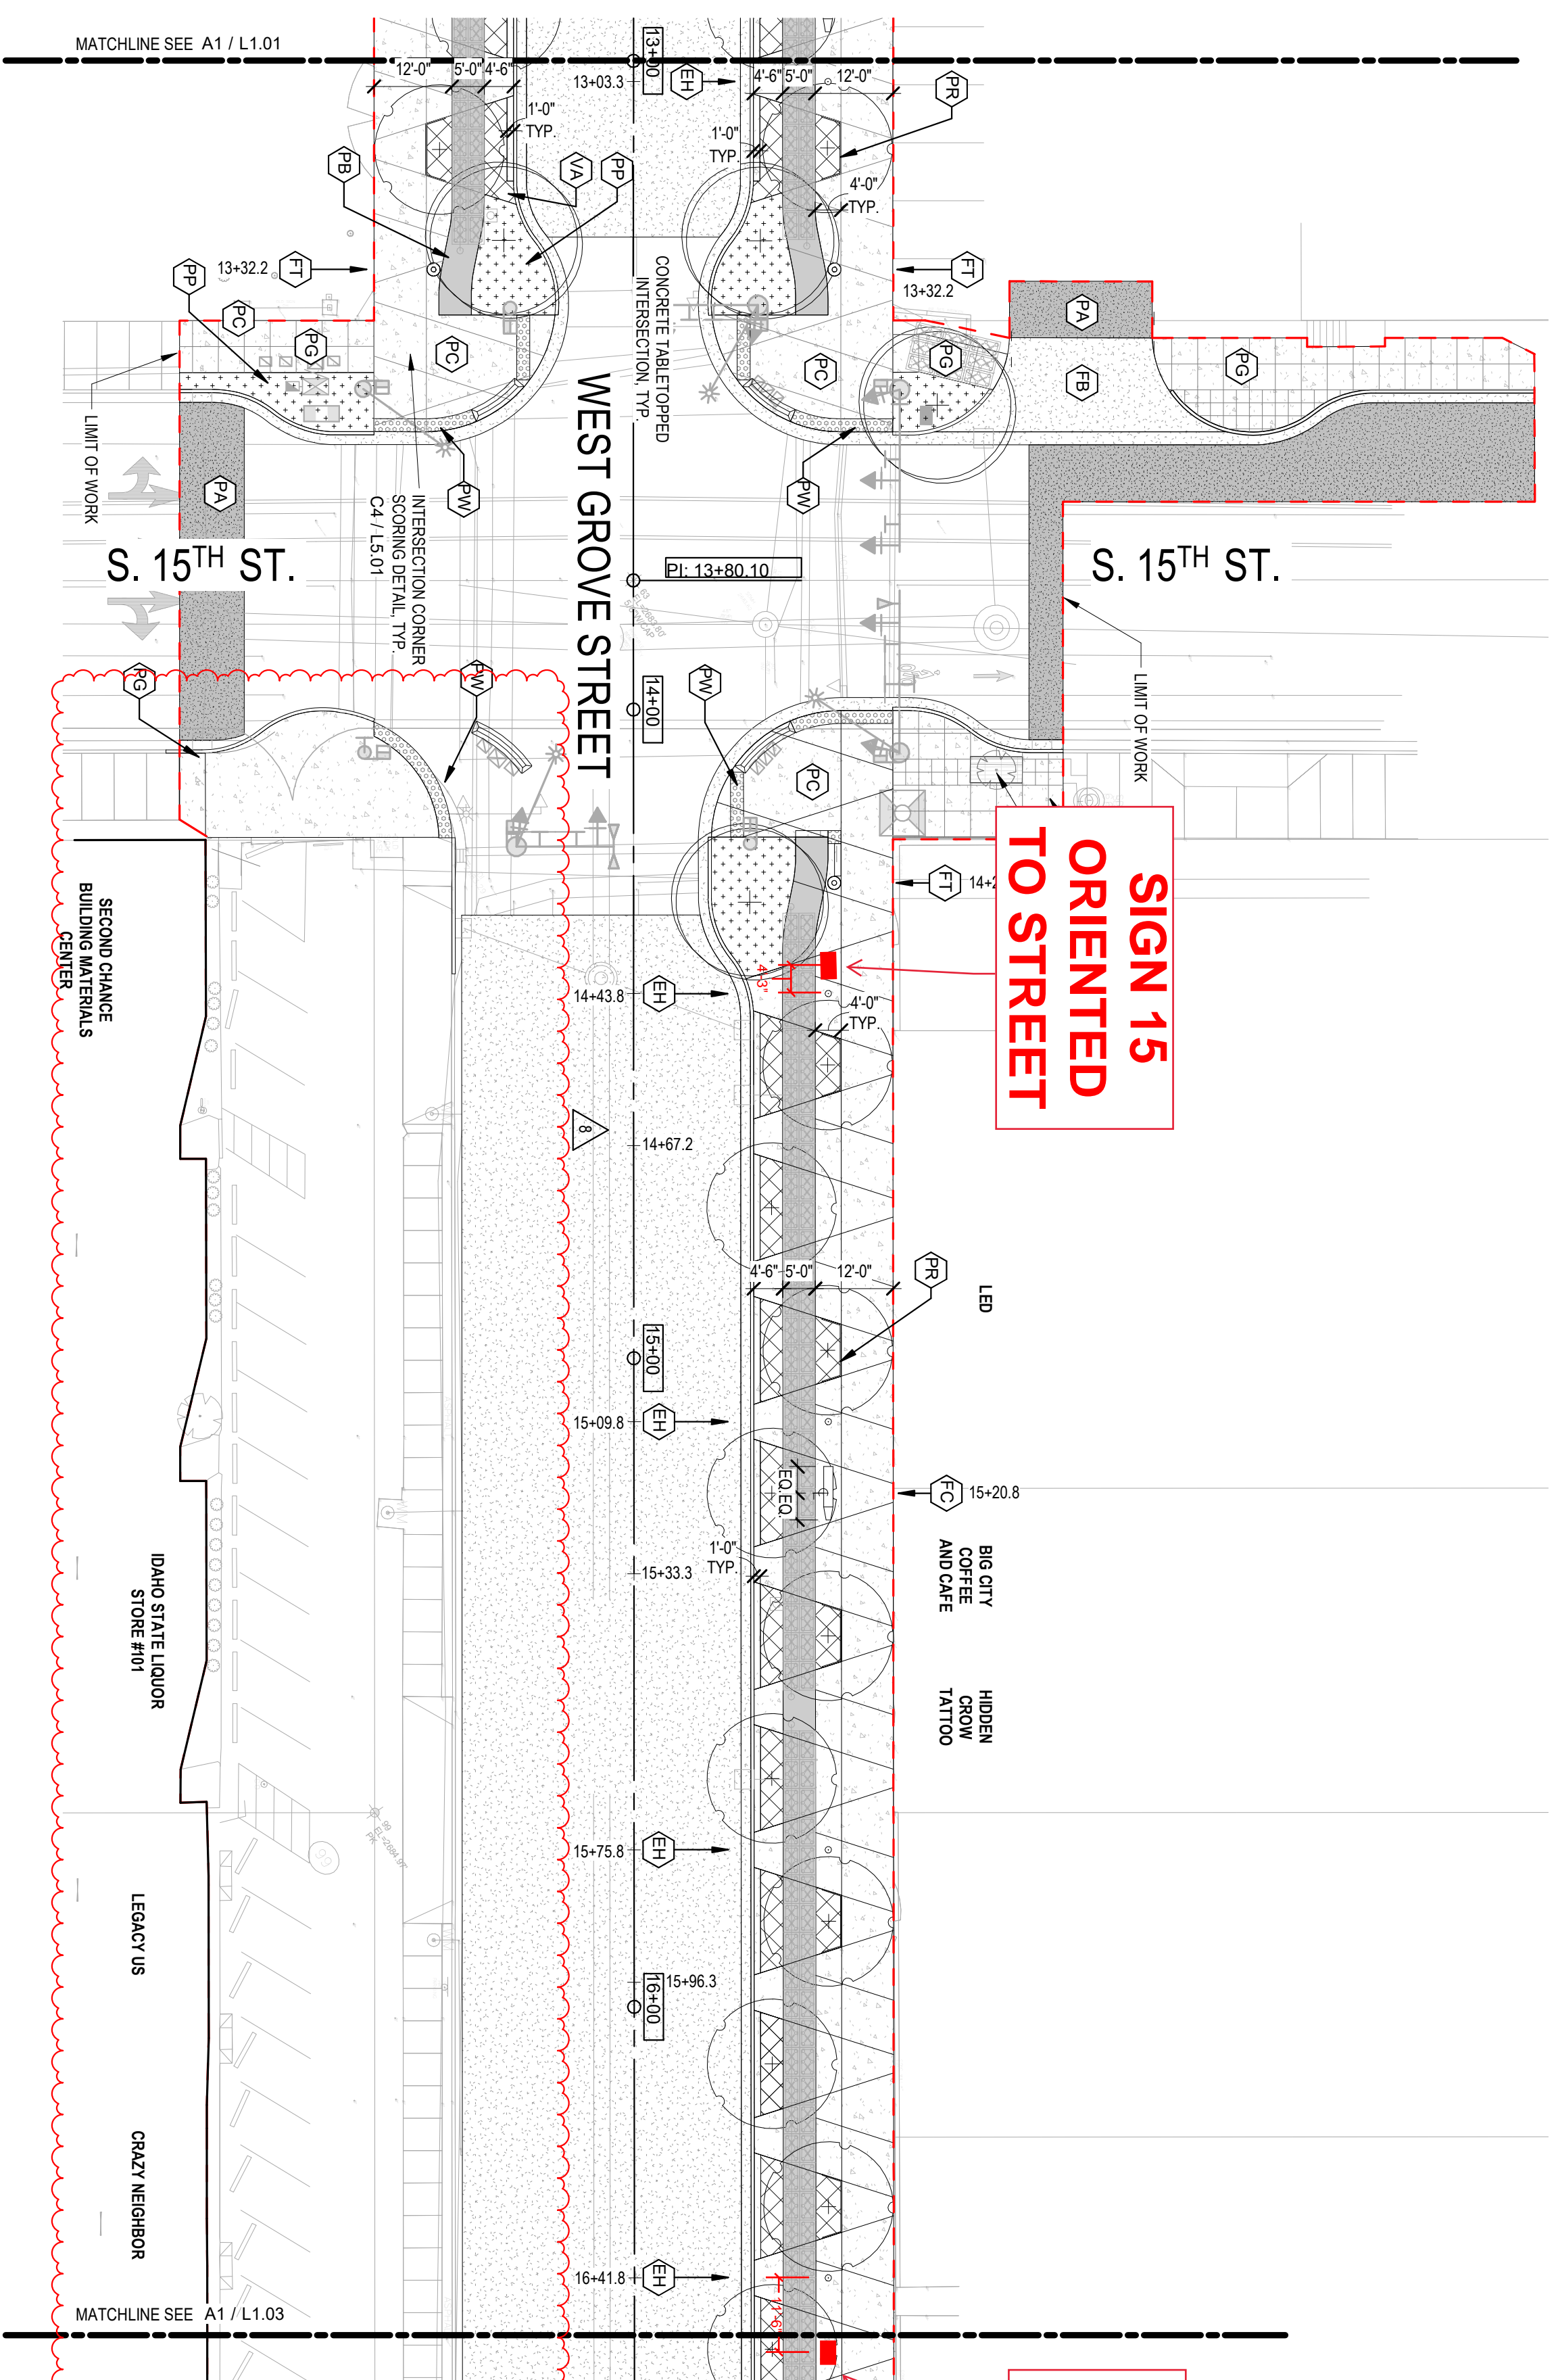 MATCHLINE SEE A1 / L1.01
13+00
12'-0" 5'-0" 4'-6"
13+03.3
EH
4'-6" 5'-0" 12'-0"
PR
1'-0"
TYP.
1'-0"
TYP.
PB
VA
PP
4'-0"
TYP.
PP
13+32.2
FT
FT
13+32.2
CONCRETE TABLETOPPED
INTERSECTION, TYP.
PC
PG
PC
PC
PG
PA
FB
PG
LIMIT OF WORK
PA
PW
PW
INTERSECTION CORNER
SCORING DETAIL, TYP.
C4 / L5.01
WEST GROVE STREET
S. 15TH ST.
PI: 13+80.10
S. 15TH ST.
LIMIT OF WORK
PG
PW
14+00
PW
PC
SIGN 15
ORIENTED
TO STREET
FT
SECOND CHANCE
BUILDING MATERIALS
CENTER
4'-3"
14+43.8
EH
4'-0"
TYP.
8
14+67.2
4'-6" 5'-0" 12'-0"
PR
LED
15+00
15+09.8
EH
EQ.EQ.
FC
15+20.8
1'-0"
TYP.
15+33.3
BIG CITY
COFFEE
AND CAFE
IDAHO STATE LIQUOR
STORE #101
HIDDEN
CROW
TATTOO
15+75.8
EH
LEGACY US
16+00
15+96.3
CRAZY NEIGHBOR
16+41.8
EH
11'-6"
MATCHLINE SEE A1 / L1.03